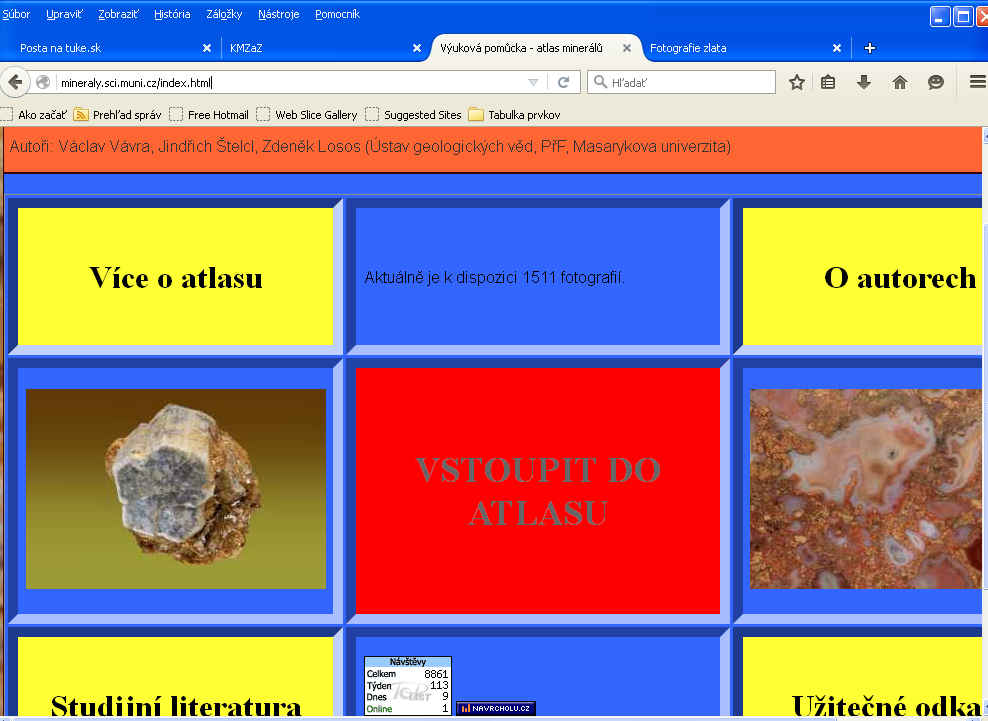 Súbor Upraviť Zobraziť História Záložky Nástroje Pomocník
Posta na tuke.sk KMZaZ Výuková pomůcka - atlas minerálů Fotografie zlata
mineraly.sci.muni.cz/index.html Hľadať
Ako začať Prehľad správ Free Hotmail Web Slice Gallery Suggested Sites Tabulka prvkov
Autoři: Václav Vávra, Jindřich Štelcl, Zdeněk Losos (Ústav geologických věd, PřF, Masarykova univerzita)
Více o atlasu
Aktuálně je k dispozici 1511 fotografií.
O autorech
VSTOUPIT DO
ATLASU
Studijní literatura
Návštěvy
Celkem 8861
Týden 113
Dnes 9
Online 1
NAVRCHOLU.CZ
Užitečné odka